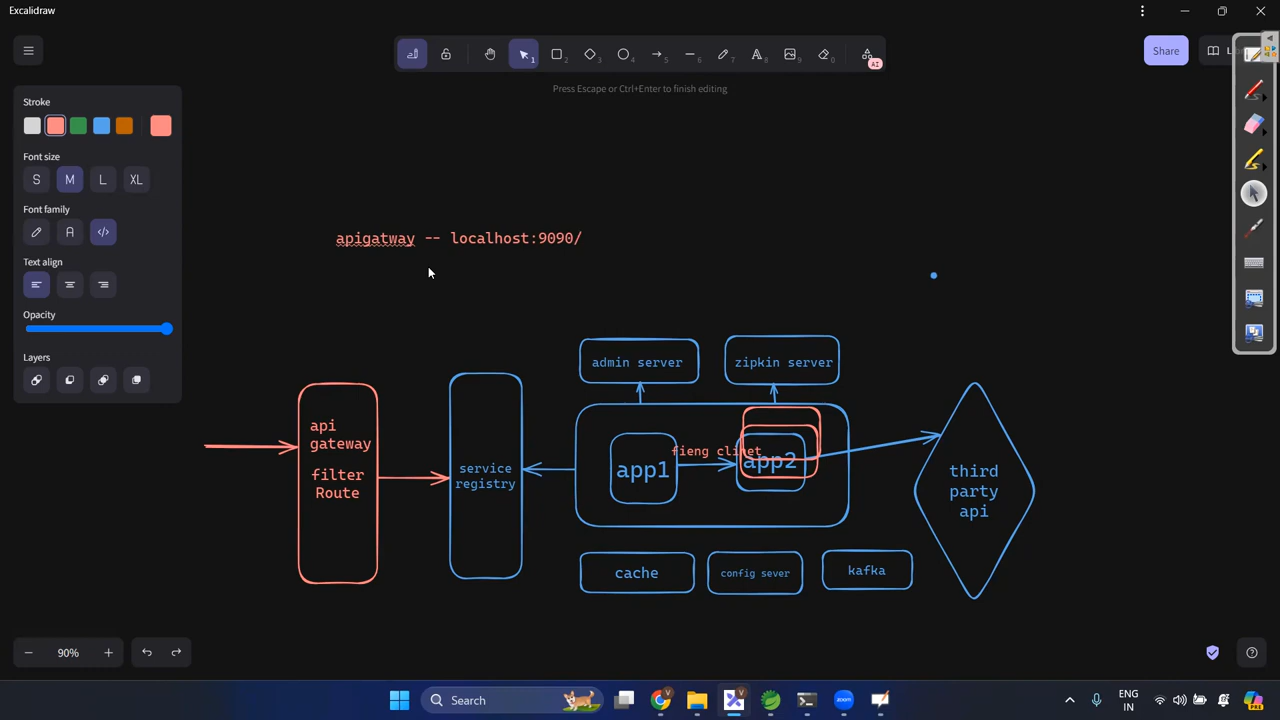 Excalidraw
Share
Press Escape or Ctrl+Enter to finish editing
Stroke
Font size
S M L XL
Font family
A
Text align
Opacity
Layers
apigatway -- localhost:9090/
admin server
zipkin server
api
gateway
filter
Route
service
registry
app1
fieng clinet
app2
third
party
api
cache
config sever
kafka
90%
Search
ENG
IN